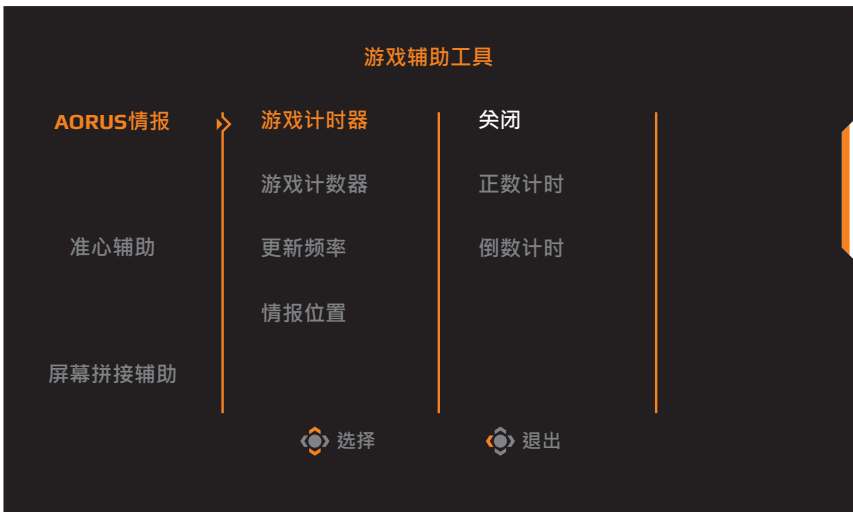 游戏辅助工具
AORUS情报
游戏计时器
关闭
游戏计数器
正数计时
准心辅助
更新频率
倒数计时
情报位置
屏幕拼接辅助
选择
退出